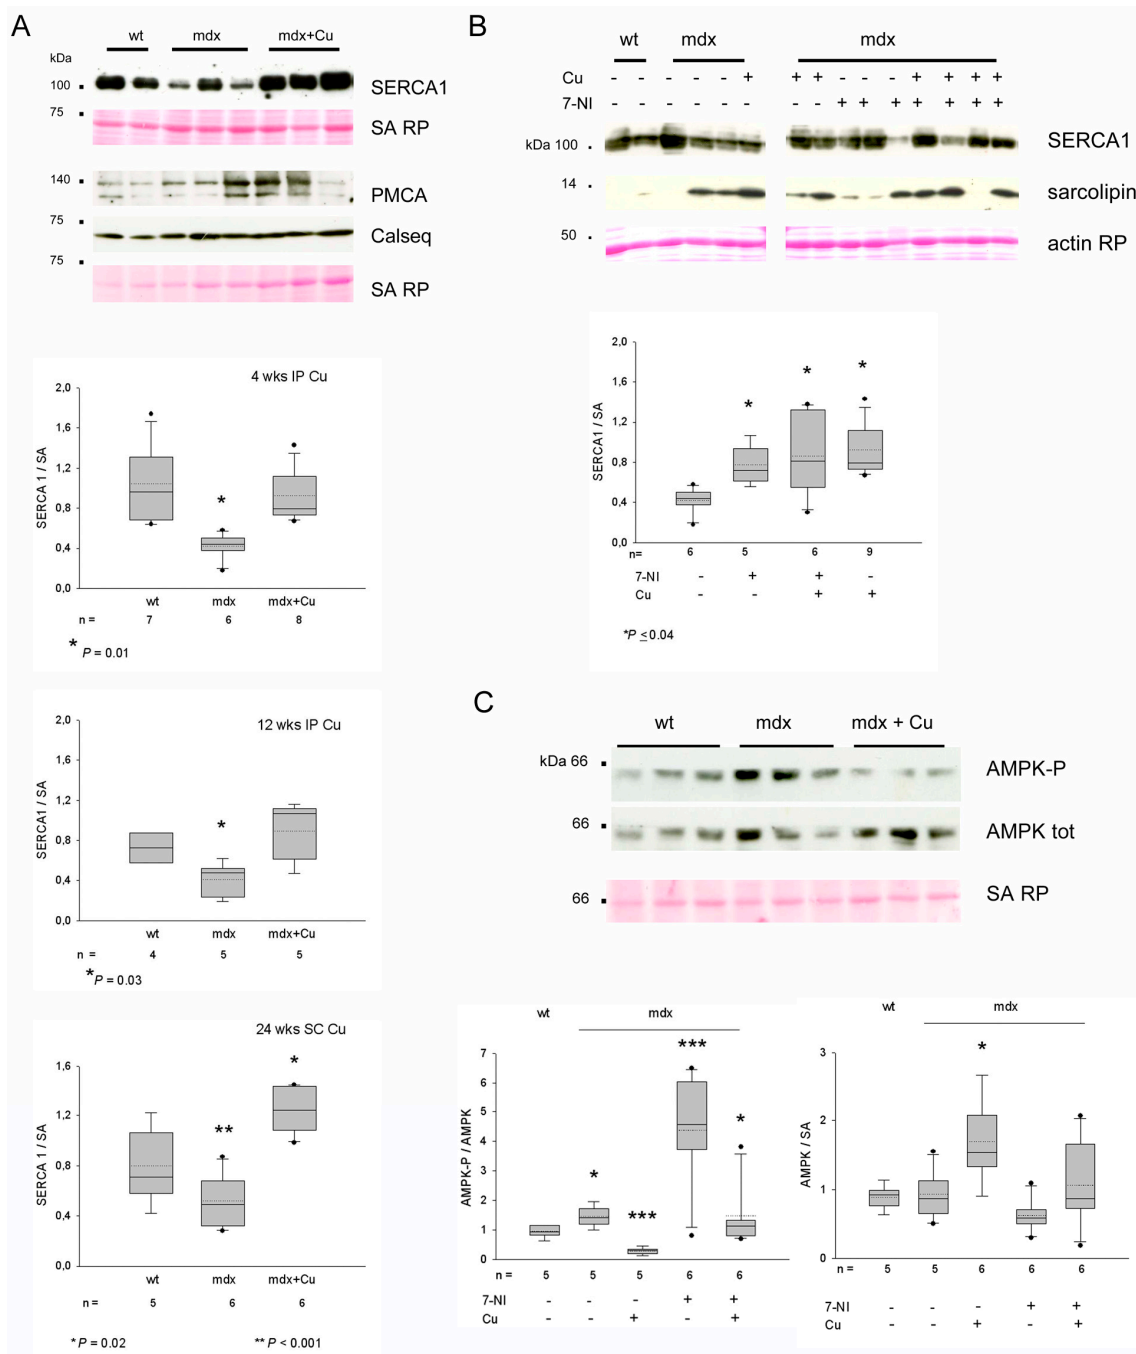 A
wt mdx mdx+Cu
kDa
100 SERCA1
75 SA RP
140 PMCA
75 Calseq
75 SA RP
4 wks IP Cu
SERCA 1 / SA
2,0
1,6
1,2
0,8
0,4
0,0
wt mdx mdx+Cu
n = 7 6 8
*
* P = 0.01
12 wks IP Cu
SERCA1 / SA
2,0
1,6
1,2
0,8
0,4
0,0
*
wt mdx mdx+Cu
n = 4 5 5
*P = 0.03
24 wks SC Cu
SERCA 1 / SA
1,6
1,2
0,8
0,4
0,0
** *
wt mdx mdx+Cu
n = 5 6 6
* P = 0.02 ** P < 0.001
B
wt mdx mdx
Cu - - - - - + + + - - - + + + +
7-NI - - - - - - - - + + + + + + +
kDa 100 SERCA1
14 sarcolipin
50 actin RP
SERCA1 / SA
2,0
1,6
1,2
0,8
0,4
0,0
* * *
n= 6 5 6 9
7-NI - + + -
Cu - - + +
*P ≤0.04
C
wt mdx mdx + Cu
kDa 66 AMPK-P
66 AMPK tot
66 SA RP
wt mdx
AMPK-P / AMPK
7
6
5
4
3
2
1
0
* *** *** *
n = 5 5 5 6 6
7-NI - - - + +
Cu - - + - +
wt mdx
AMPK / SA
3
2
1
0
*
n = 5 5 6 6 6
7-NI - - - + +
Cu - - + - +